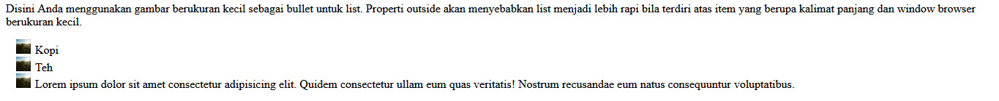 Disini Anda menggunakan gambar berukuran kecil sebagai bullet untuk list. Properti outside akan menyebabkan list menjadi lebih rapi bila terdiri atas item yang berupa kalimat panjang dan window browser
berukuran kecil.
Kopi
Teh
Lorem ipsum dolor sit amet consectetur adipisicing elit. Quidem consectetur ullam eum quas veritatis! Nostrum recusandae eum natus consequuntur voluptatibus.